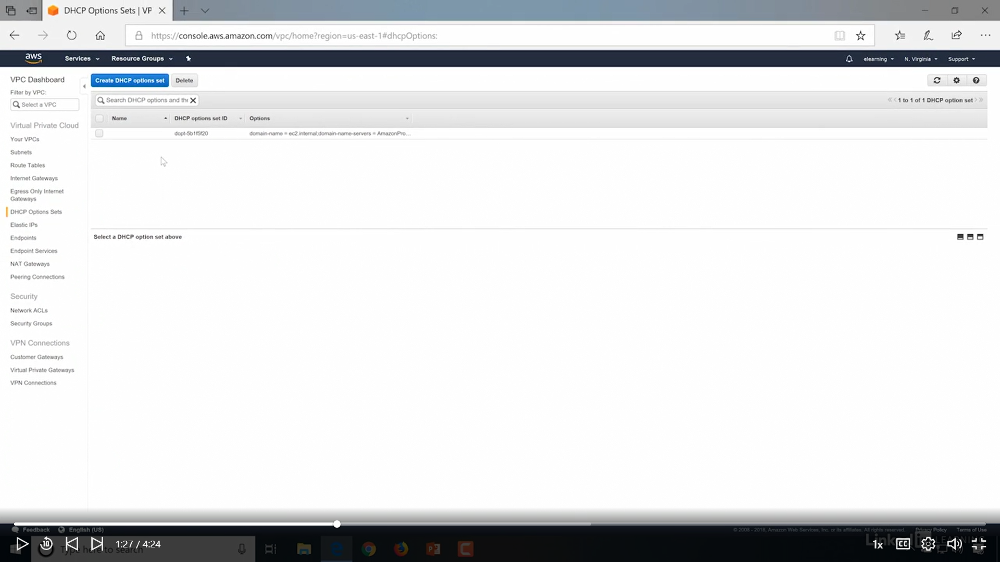 DHCP Options Sets | VP
https://console.aws.amazon.com/vpc/home?region=us-east-1#dhcpOptions:
aws Services Resource Groups elearning N. Virginia Support
VPC Dashboard
Filter by VPC:
Select a VPC
Virtual Private Cloud
Your VPCs
Subnets
Route Tables
Internet Gateways
Egress Only Internet
Gateways
DHCP Options Sets
Elastic IPs
Endpoints
Endpoint Services
NAT Gateways
Peering Connections
Security
Network ACLs
Security Groups
VPN Connections
Customer Gateways
Virtual Private Gateways
VPN Connections
Create DHCP options set Delete
Search DHCP options and the
1 to 1 of 1 DHCP option set
Name DHCP options set ID Options
dopt-5b1f5f20 domain-name = ec2.internal;domain-name-servers = AmazonPro...
Select a DHCP option set above
Feedback English (US)
© 2008 - 2018, Amazon Web Services, Inc. or its affiliates. All rights reserved. Privacy Policy Terms of Use
Type here to search
10 1:27 / 4:24
1x CC